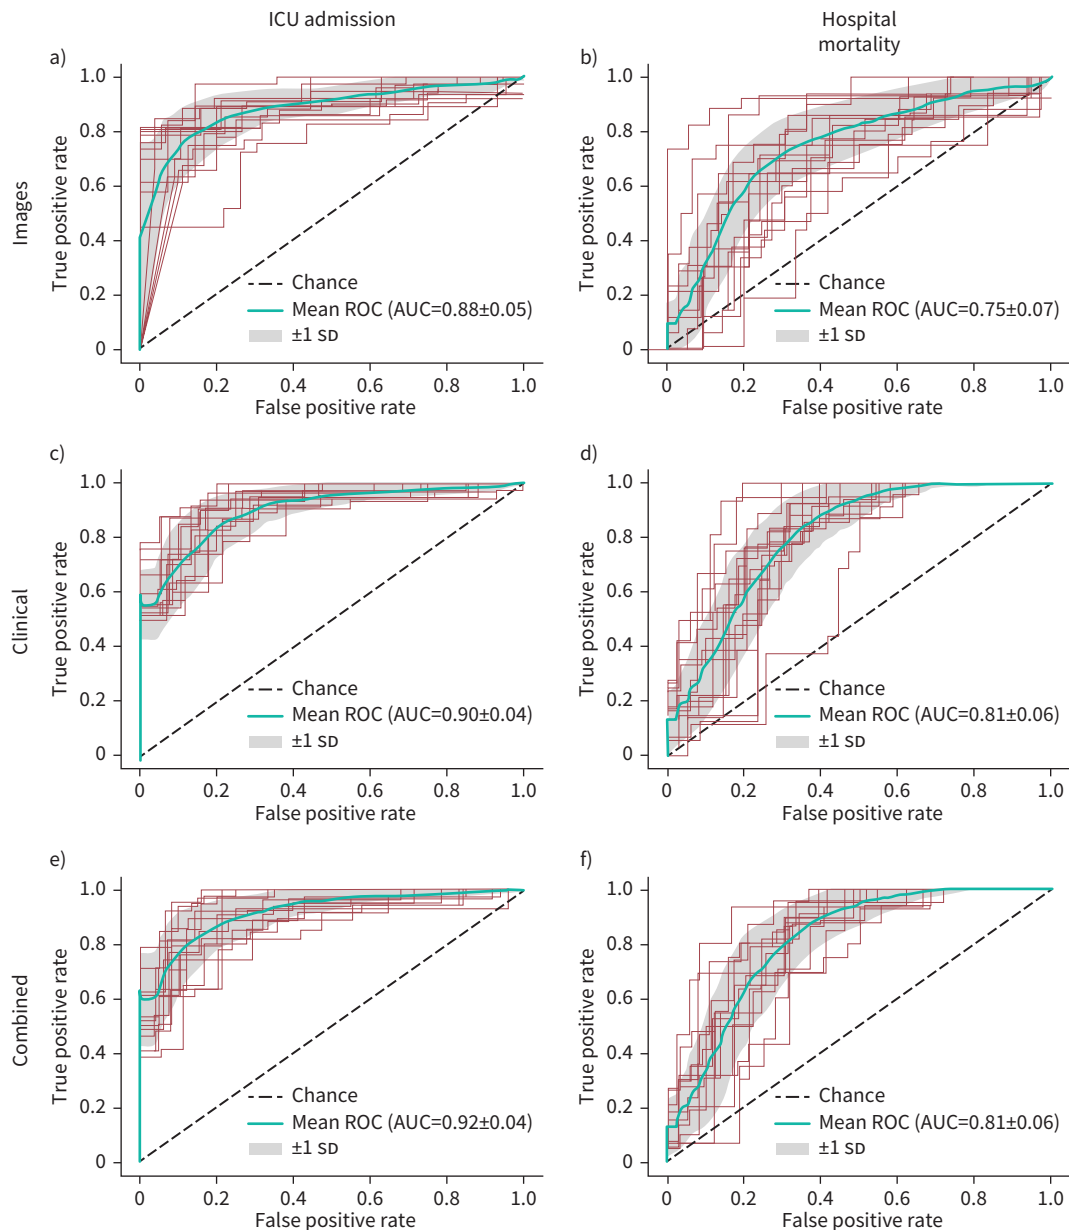 ICU admission
Hospital
mortality
a)
b)
Images
True positive rate
1.0
0.8
0.6
0.4
0.2
0
Chance
Mean ROC (AUC=0.88±0.05)
±1 SD
0 0.2 0.4 0.6 0.8 1.0
False positive rate
True positive rate
1.0
0.8
0.6
0.4
0.2
0
Chance
Mean ROC (AUC=0.75±0.07)
±1 SD
0 0.2 0.4 0.6 0.8 1.0
False positive rate
c)
d)
Clinical
True positive rate
1.0
0.8
0.6
0.4
0.2
0
Chance
Mean ROC (AUC=0.90±0.04)
±1 SD
0 0.2 0.4 0.6 0.8 1.0
False positive rate
True positive rate
1.0
0.8
0.6
0.4
0.2
0
Chance
Mean ROC (AUC=0.81±0.06)
±1 SD
0 0.2 0.4 0.6 0.8 1.0
False positive rate
e)
f)
Combined
True positive rate
1.0
0.8
0.6
0.4
0.2
0
Chance
Mean ROC (AUC=0.92±0.04)
±1 SD
0 0.2 0.4 0.6 0.8 1.0
False positive rate
True positive rate
1.0
0.8
0.6
0.4
0.2
0
Chance
Mean ROC (AUC=0.81±0.06)
±1 SD
0 0.2 0.4 0.6 0.8 1.0
False positive rate